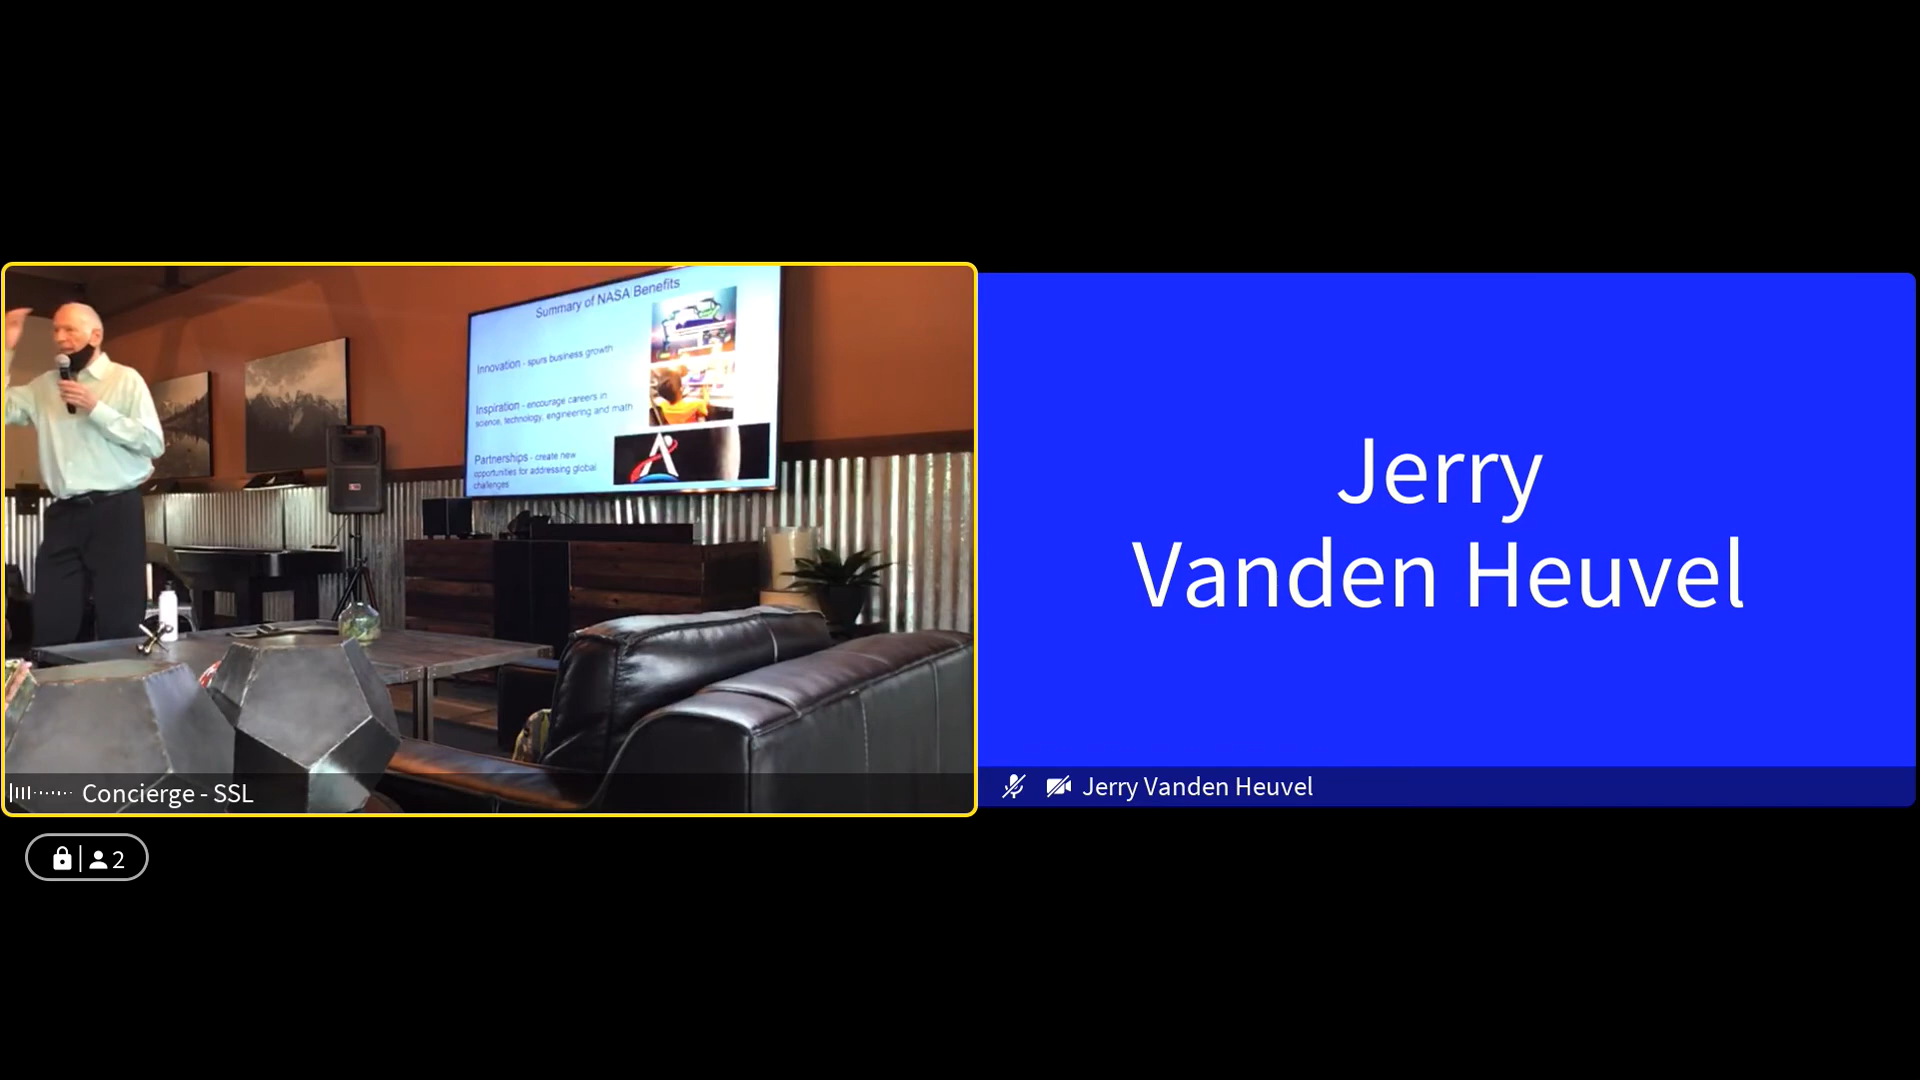 Summary of NASA Benefits
Innovation - spurs business growth
Inspiration - encourage careers in
science, technology, engineering and math
Partnerships - create new
opportunities for addressing global
challenges
Concierge - SSL
Jerry
Vanden Heuvel
Jerry Vanden Heuvel
2